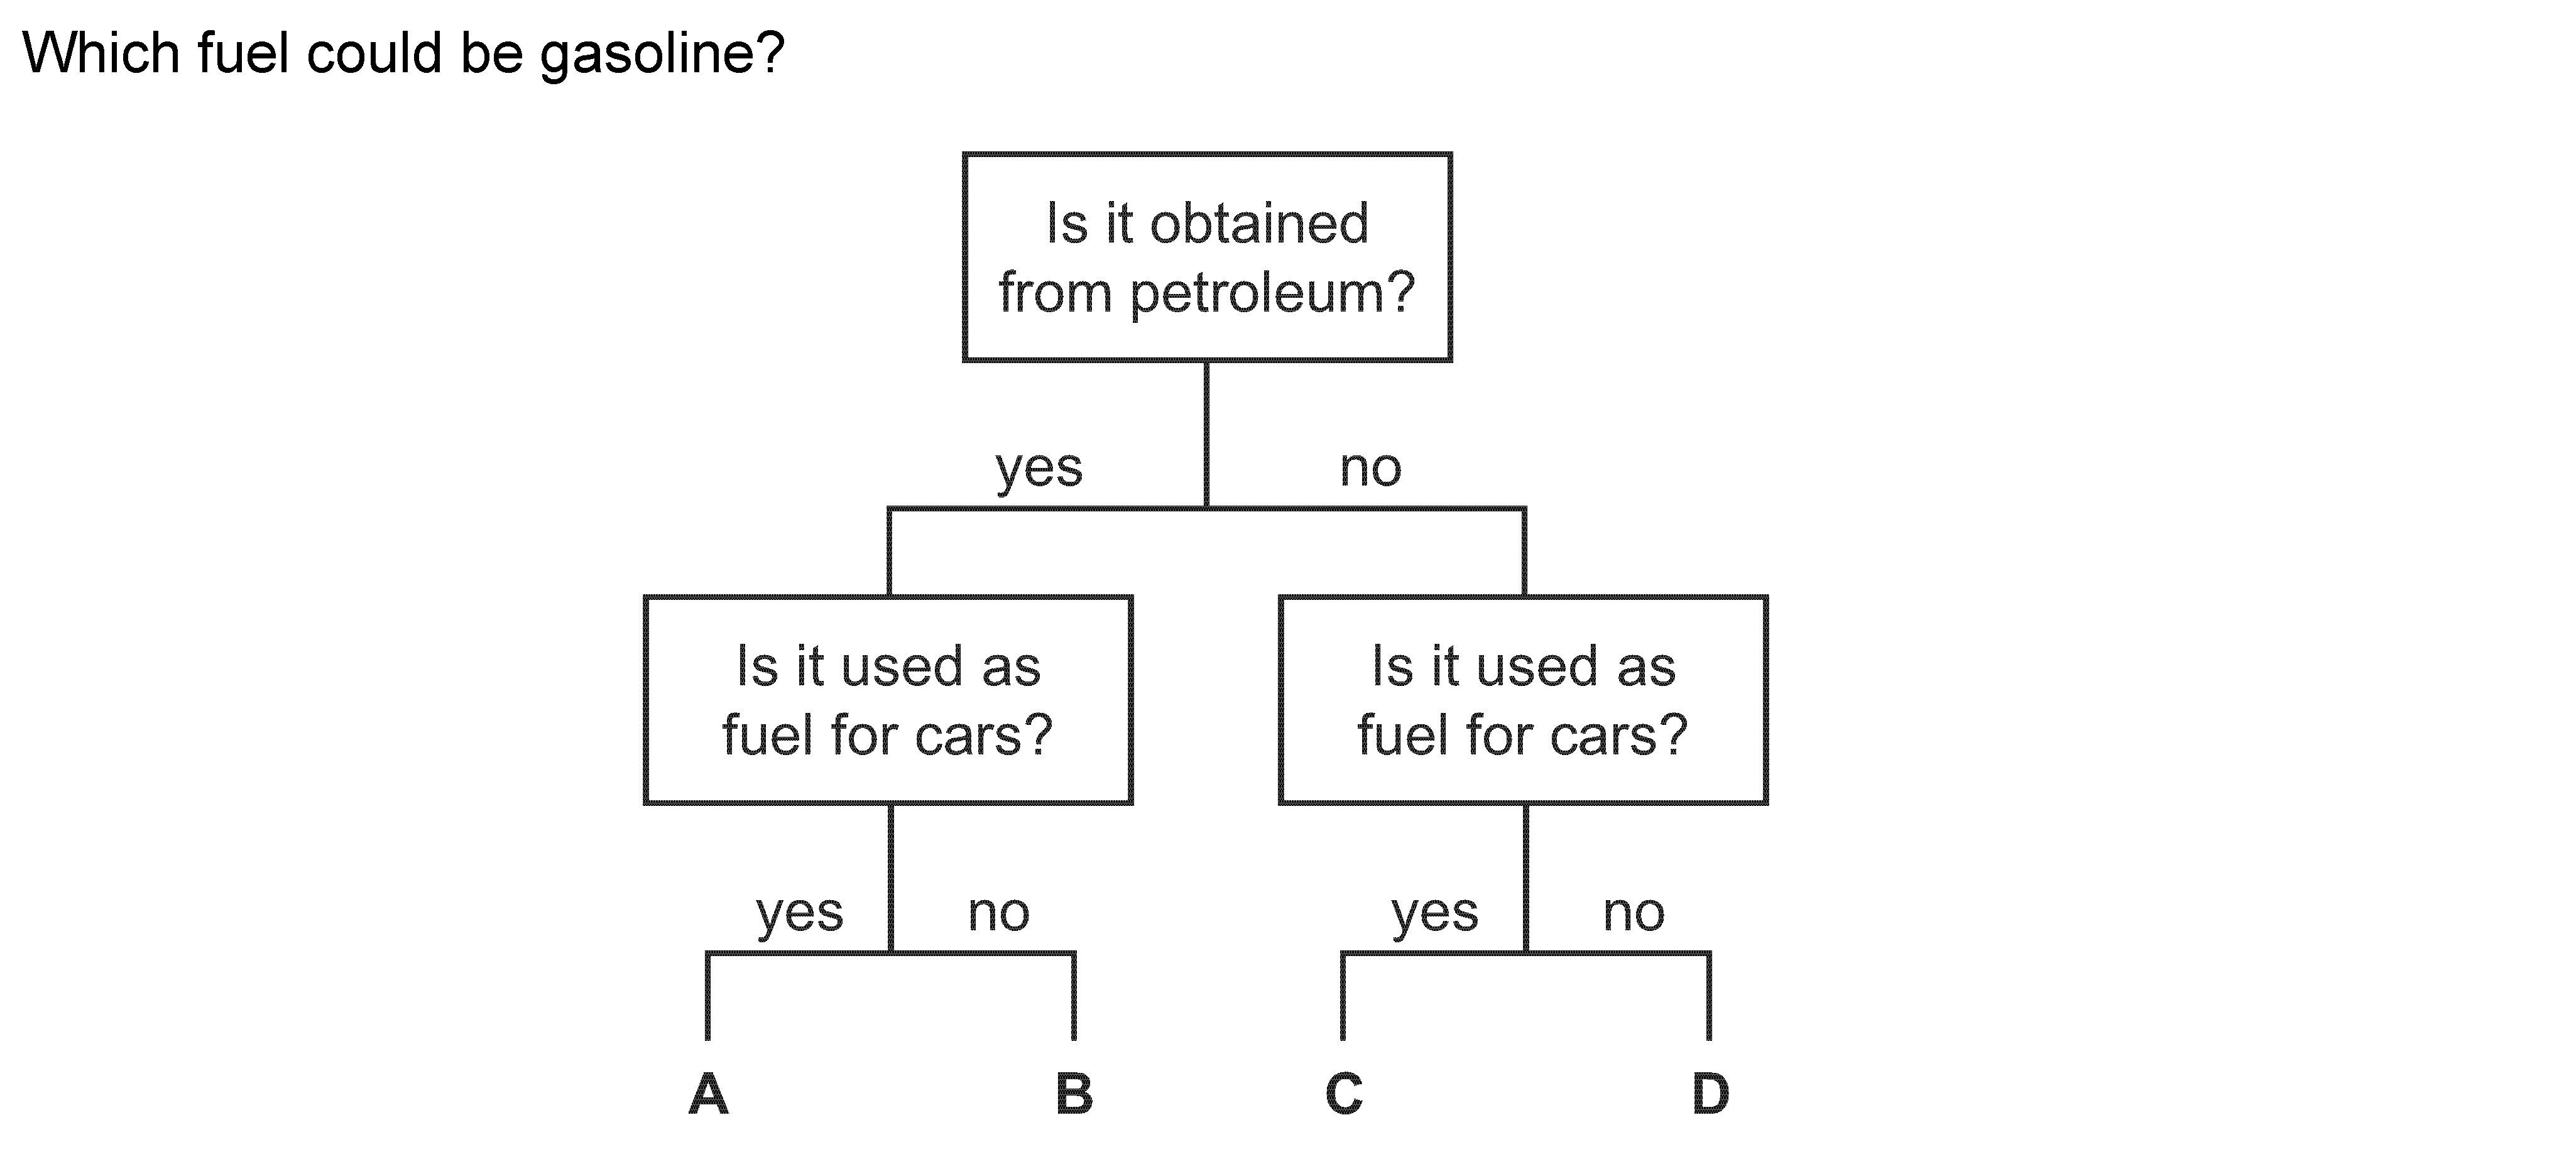 Which fuel could be gasoline?
Is it obtained
from petroleum?
yes
no
Is it used as
fuel for cars?
Is it used as
fuel for cars?
yes
no
yes
no
A
B
C
D